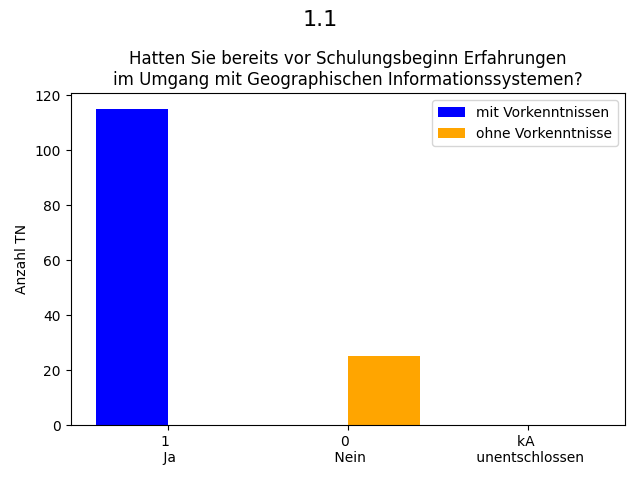 1.1
Hatten Sie bereits vor Schulungsbeginn Erfahrungen
im Umgang mit Geographischen Informationssystemen?
mit Vorkenntnissen
ohne Vorkenntnisse
Anzahl TN
120
100
80
60
40
20
0
1
Ja
0
Nein
kA
unentschlossen